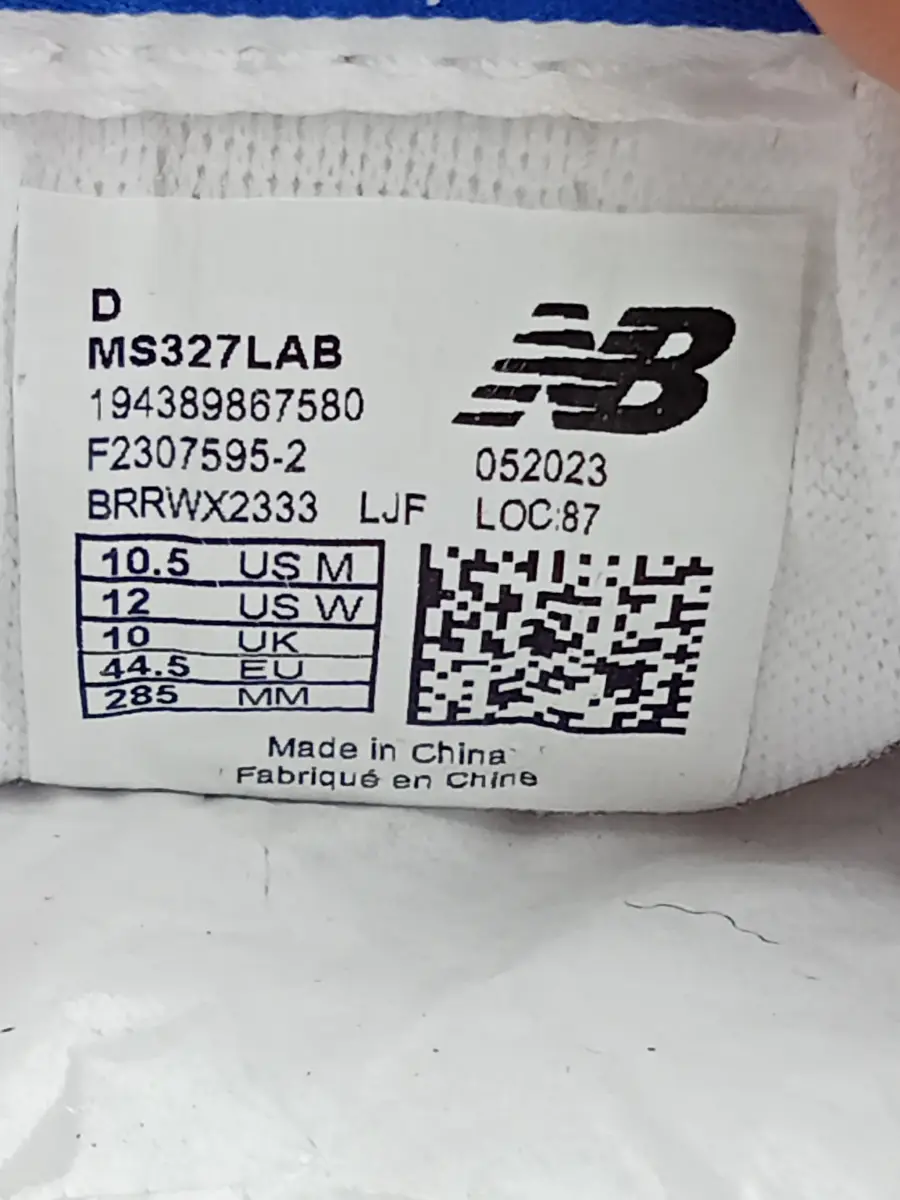 D
MS327LAB
194389867580
F2307595-2
BRRWX2333 LJF
NB
052023
LOC:87
10.5 US M
12 US W
10 UK
44.5 EU
285 MM
Made in China
Fabriqué en Chine